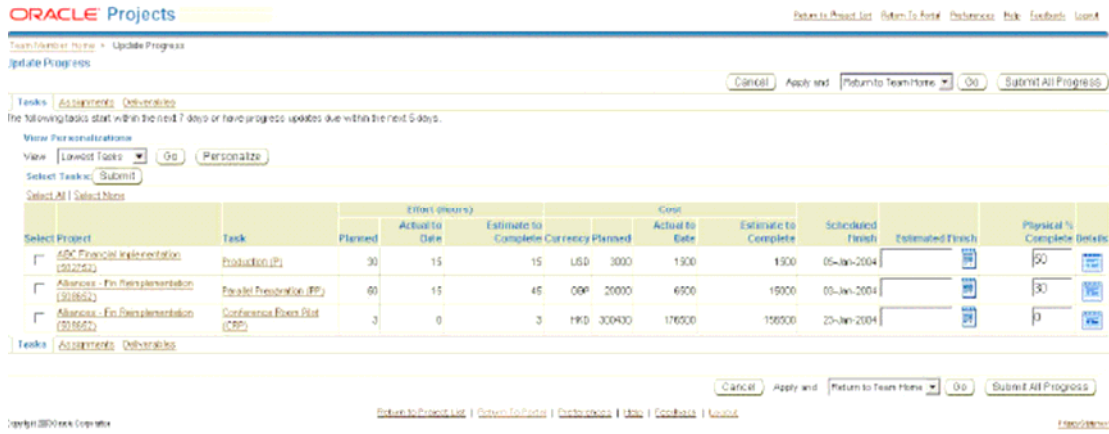 ORACLE Projects
Return to Project List Return To Portal Preferences Help Feedback Logout
Team Member Home > Update Progress
Update Progress
Cancel Apply and Return to Team Home Go Submit All Progress
Tasks Assignments Deliverables
The following tasks start within the next 7 days or have progress updates due within the next 5 days.
View Personalizations
View Lowest Tasks Go Personalize
Select Tasks: Submit
Select All | Select None
Effort (Hours) Cost
Select Project Task Planned Actual to Date Estimate to Complete Currency Planned Actual to Date Estimate to Complete Scheduled Finish Estimated Finish Physical % Complete Details
ABC Financial Implementation Production (P) 30 15 15 USD 3000 1500 1500 05-Jan-2004 50
Alliances - Fin Reimplementation Parallel Preparation (PP) 60 15 45 GBP 20000 6500 15000 30
Alliances - Fin Reimplementation Conference Room Pilot (CRP) 3 0 3 HKD 176500 23-Jan-2004 0
Tasks Assignments Deliverables
Cancel Apply and Return to Team Home Go Submit All Progress
Return to Project List | Return To Portal | Preferences | Help | Feedback | Logout
Privacy Statement